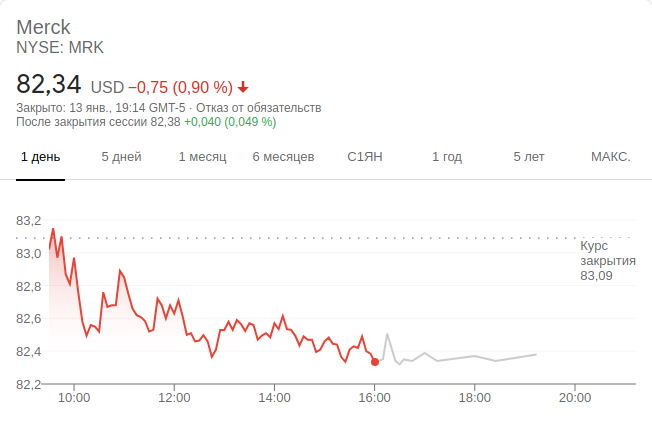 Merck
NYSE: MRK
82,34 USD −0,75 (0,90 %)
Закрыто: 13 янв., 19:14 GMT-5 · Отказ от обязательств
После закрытия сессии 82,38 +0,040 (0,049 %)
1 день 5 дней 1 месяц 6 месяцев С1ЯН 1 год 5 лет МАКС.
83,2
83,0
82,8
82,6
82,4
82,2
Курс
закрытия
83,09
10:00 12:00 14:00 16:00 18:00 20:00